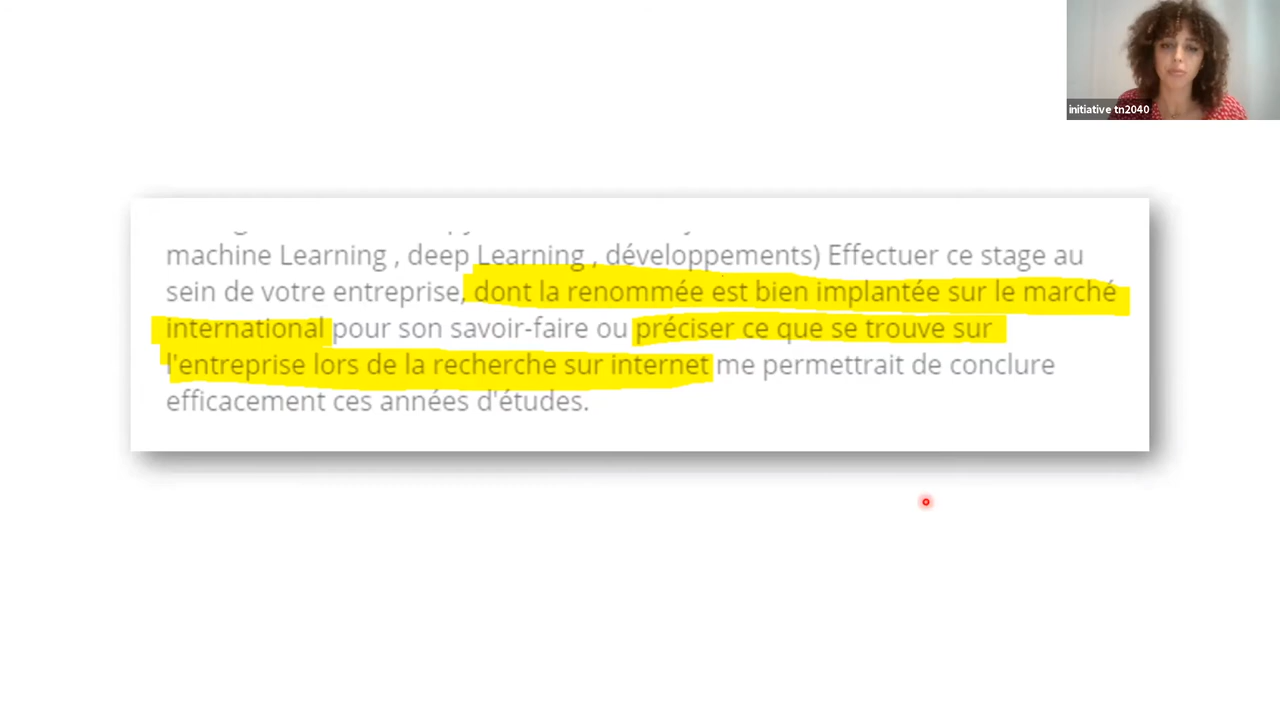 initiative tn2040
machine Learning , deep Learning , développements) Effectuer ce stage au
sein de votre entreprise, dont la renommée est bien implantée sur le marché
international pour son savoir-faire ou préciser ce que se trouve sur
l'entreprise lors de la recherche sur internet me permettrait de conclure
efficacement ces années d'études.